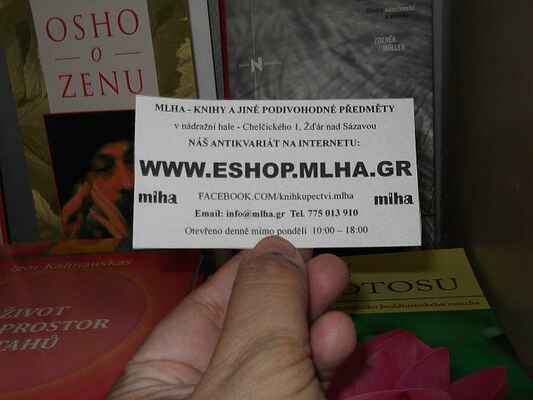 OSHO
O
ZENU
N
MLHA - KNIHY A JINÉ PODIVOHODNÉ PŘEDMĚTY
v nádražní hale - Chelčického 1, Žďár nad Sázavou
NÁŠ ANTIKVARIÁT NA INTERNETU:
WWW.ESHOP.MLHA.GR
mlha
FACEBOOK.COM/knihkupectvi.mlha
mlha
Email: info@mlha.gr Tel. 775 013 910
Otevřeno denně mimo pondělí 10:00 – 18:00
ŽIVOT
PROSTOR
TAHŮ
OTOSU